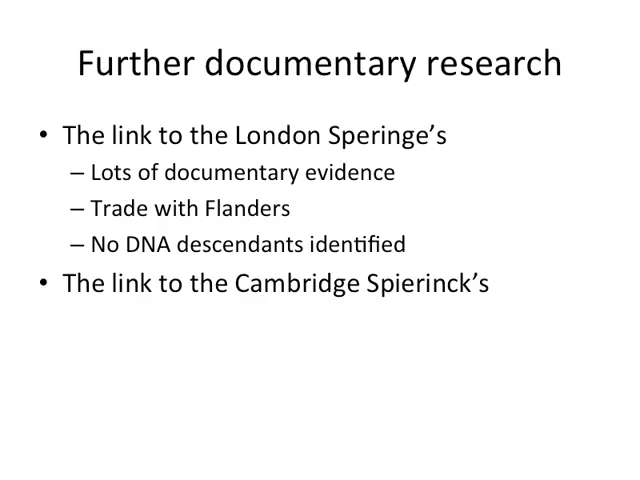 Further documentary research
• The link to the London Speringe's
– Lots of documentary evidence
– Trade with Flanders
– No DNA descendants identified
• The link to the Cambridge Spierinck's